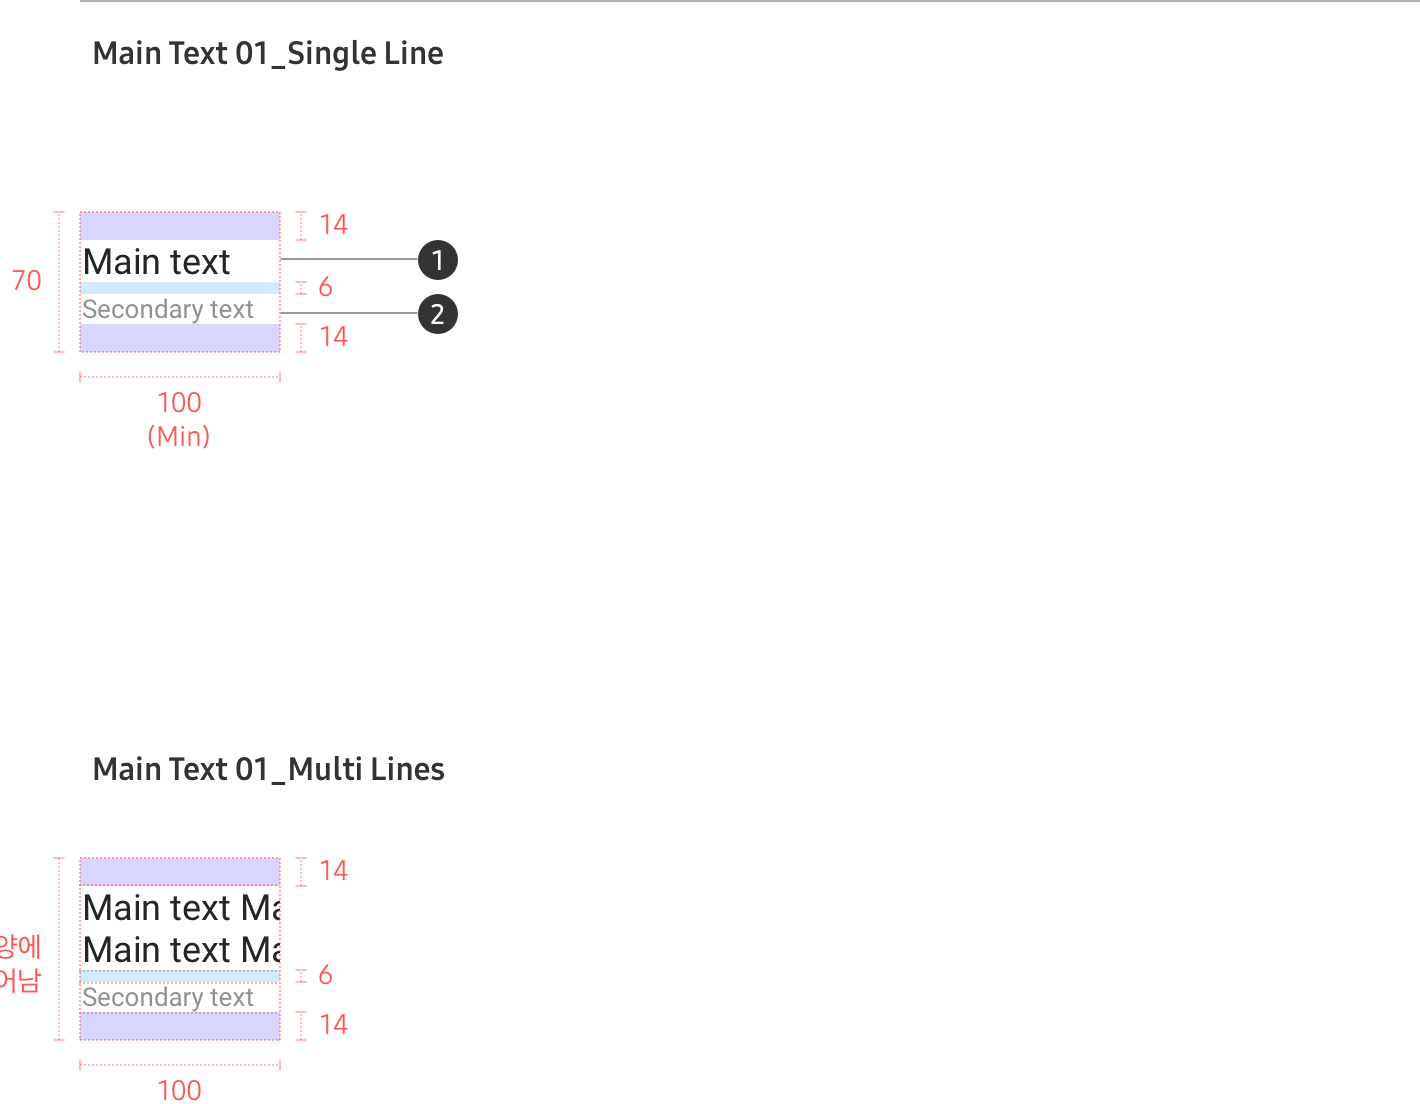 Main Text 01_Single Line
14
Main text
1
70
6
Secondary text
2
14
100
(Min)
Main Text 01_Multi Lines
14
Main text Ma
Main text Ma
양에
어남
6
Secondary text
14
100